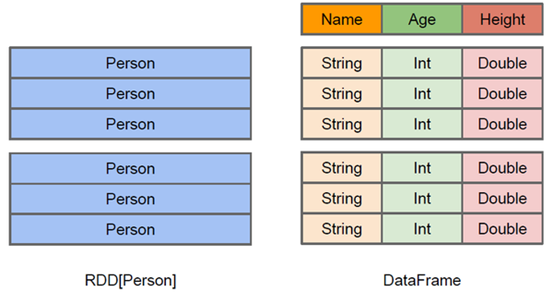 Name Age Height
Person String Int Double
Person String Int Double
Person String Int Double
Person String Int Double
Person String Int Double
Person String Int Double
RDD[Person] DataFrame